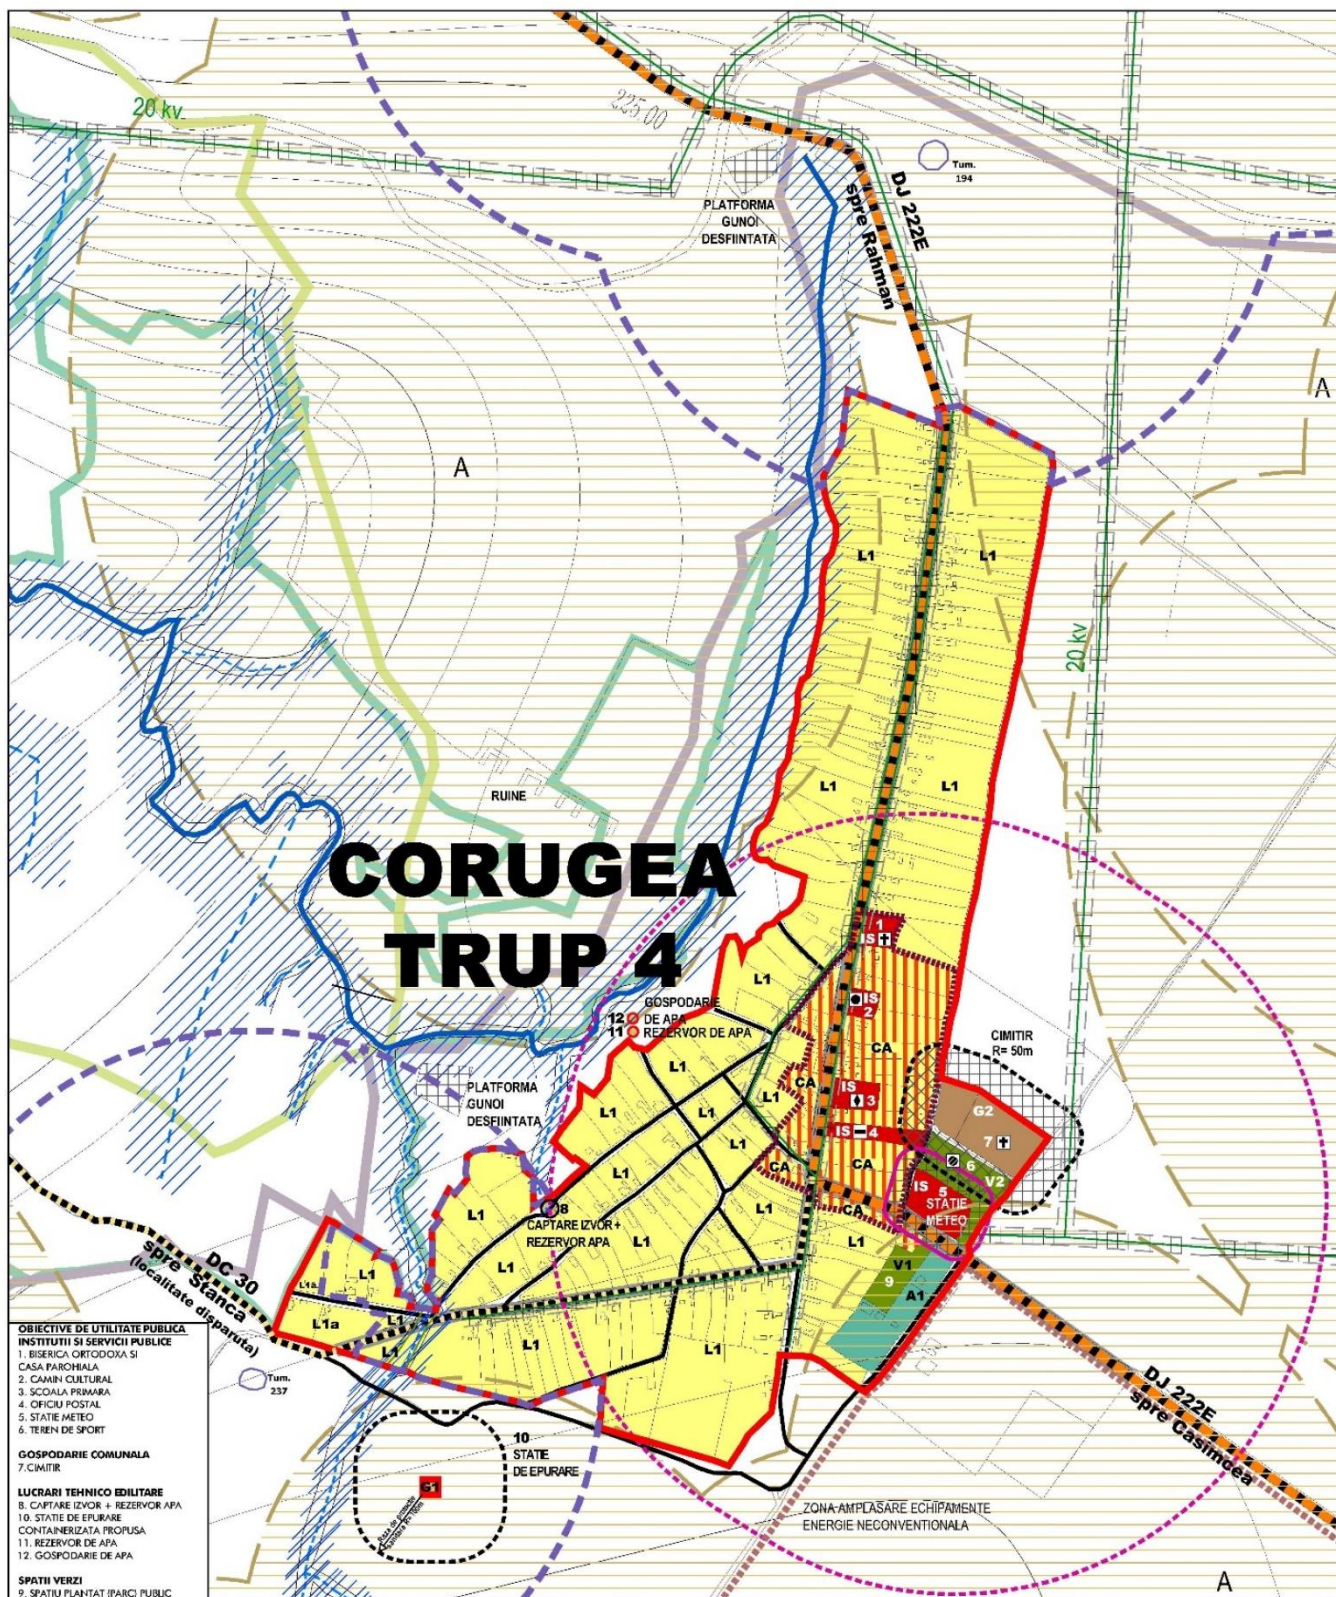 20 kv
225.00
Tum.
194
DJ 222E
spre Rahman
PLATFORMA
GUNOI
DESFIINTATA
A
A
L1
L1
20 kv
L1
L1
RUINE
CORUGEA
TRUP 4
1
IS
L1
GOSPODARIE
12 DE APA
11 REZERVOR DE APA
IS
2
CA
CIMITIR
R= 50m
PLATFORMA
GUNOI
DESFIINTATA
L1
L1
L1
L1
CA
IS
3
G2
7
IS 4
L1
L1
CA
CA
6
V2
IS
5
STATIE
METEO
8
CAPTARE IZVOR +
REZERVOR APA
L1
L1
L1
CA
L1
L1
V1
9
A1
DC 30
spre Stanca
(localitate disparuta)
L1a
L1
L1a
L1
L1
L1
L1
L1
Tum.
237
10
STATIE
DE EPURARE
G1
DJ 222E
spre Casimcea
ZONA AMPLASARE ECHIPAMENTE
ENERGIE NECONVENTIONALA
A
OBIECTIVE DE UTILITATE PUBLICA
INSTITUTII SI SERVICII PUBLICE
1. BISERICA ORTODOXA SI
CASA PAROHIALA
2. CAMIN CULTURAL
3. SCOALA PRIMARA
4. OFICIU POSTAL
5. STATIE METEO
6. TEREN DE SPORT
GOSPODARIE COMUNALA
7.CIMITIR
LUCRARI TEHNICO EDILITARE
8. CAPTARE IZVOR + REZERVOR APA
10. STATIE DE EPURARE
CONTAINERIZATA PROPUSA
11. REZERVOR DE APA
12. GOSPODARIE DE APA
SPATII VERZI
9. SPATIU PLANTAT (PARC) PUBLIC